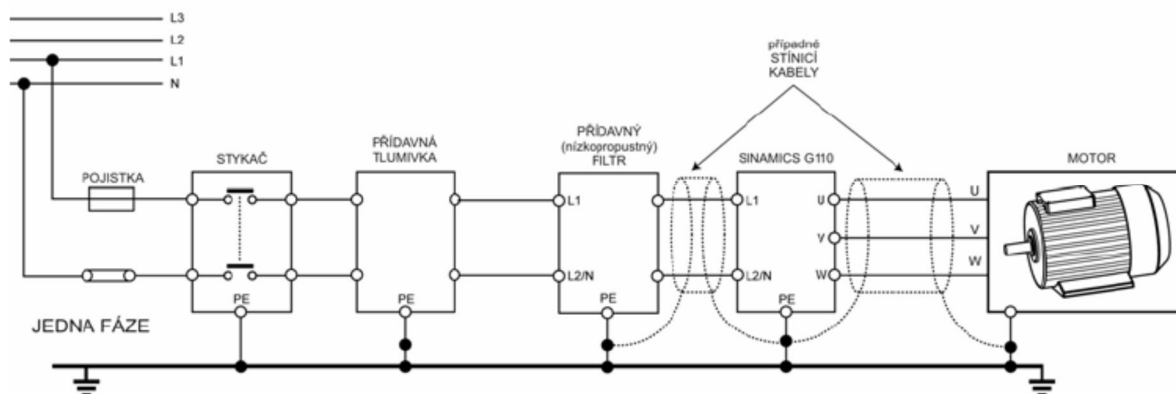 L3
L2
L1
N
případné
STÍNICÍ
KABELY
POJISTKA
STYKAČ
PŘÍDAVNÁ
TLUMIVKA
PŘÍDAVNÝ
(nízkopropustný)
FILTR
SINAMICS G110
MOTOR
L1
L1
U
U
V
V
L2/N
L2/N
W
W
PE
PE
PE
PE
JEDNA FÁZE